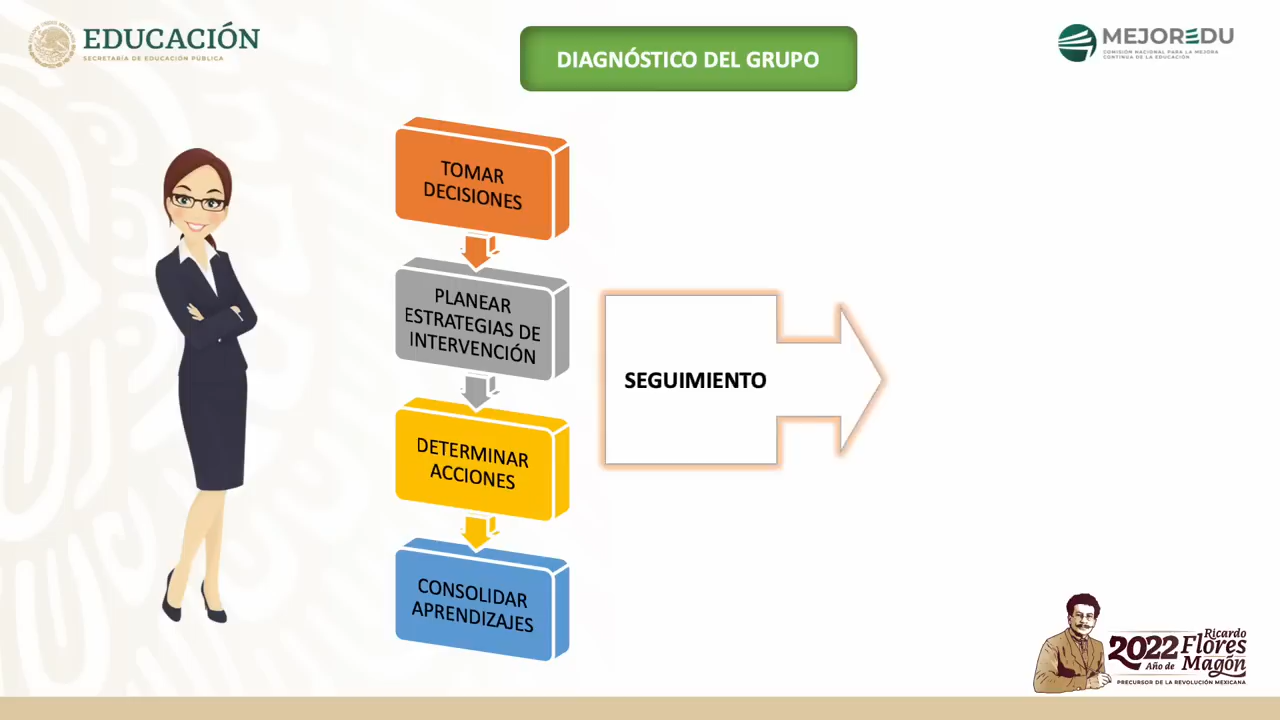 EDUCACIÓN
SECRETARÍA DE EDUCACIÓN PÚBLICA
DIAGNÓSTICO DEL GRUPO
MEJOREDU
COMISIÓN NACIONAL PARA LA MEJORA
CONTINUA DE LA EDUCACIÓN
TOMAR
DECISIONES
PLANEAR
ESTRATEGIAS DE
INTERVENCIÓN
SEGUIMIENTO
DETERMINAR
ACCIONES
CONSOLIDAR
APRENDIZAJES
2022
Año de
Ricardo
Flores
Magón
PRECURSOR DE LA REVOLUCIÓN MEXICANA